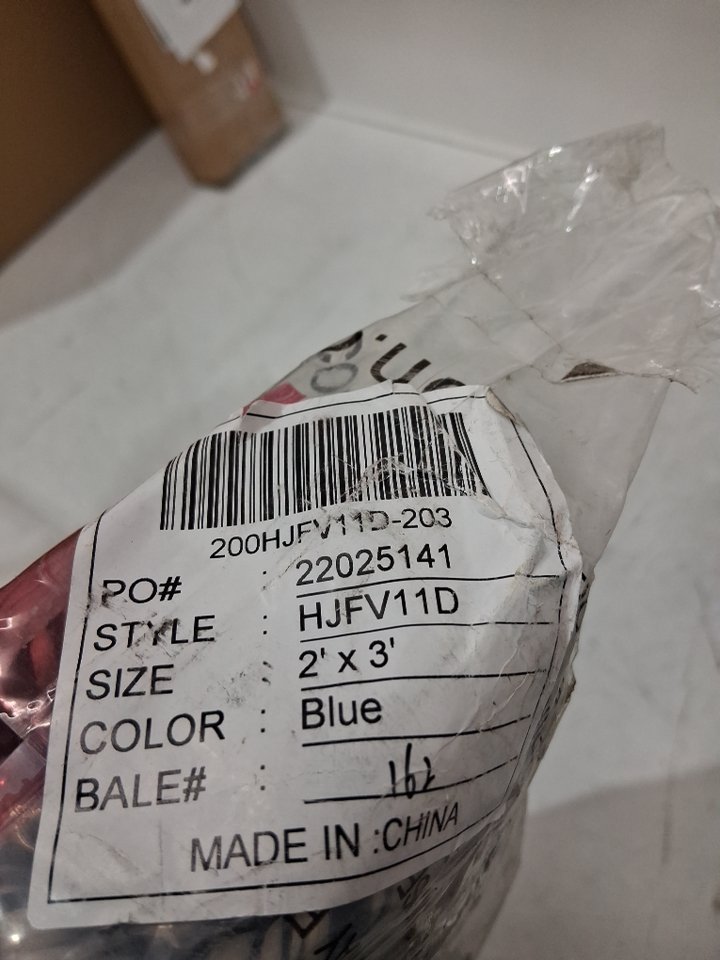 200HJFV11D-203
PO# : 22025141
STYLE : HJFV11D
SIZE : 2' x 3'
COLOR : Blue
BALE# : 162
MADE IN :CHINA